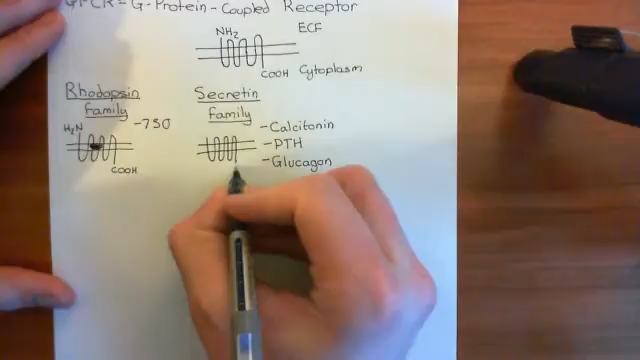 GPCR = G-Protein-Coupled Receptor
NH2
ECF
COOH Cytoplasm
Rhodopsin
Family
-750
H2N
COOH
Secretin
Family
-Calcitonin
-PTH
-Glucagon